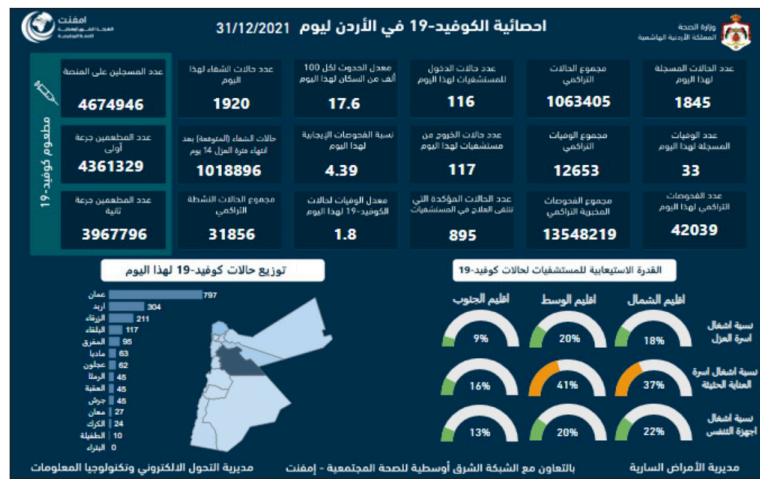 وزارة الصحة
المملكة الأردنية الهاشمية
احصائية الكوفيد-19 في الأردن ليوم 31/12/2021
امفنت
عدد الحالات المسجلة لهذا اليوم
1845
مجموع الحالات التراكمي
1063405
عدد حالات الدخول للمستشفيات لهذا اليوم
116
معدل الحدوث لكل 100 ألف من السكان لهذا اليوم
17.6
عدد حالات الشفاء لهذا اليوم
1920
عدد المسجلين على المنصة
4674946
عدد الوفيات المسجلة لهذا اليوم
33
مجموع الوفيات التراكمي
12653
عدد حالات الخروج من مستشفيات لهذا اليوم
117
نسبة الفحوصات الإيجابية لهذا اليوم
4.39
حالات الشفاء (المتوقعة) بعد انتهاء فترة العزل 14 يوم
1018896
عدد المطعمين جرعة أولى
4361329
عدد الفحوصات التراكمي لهذا اليوم
42039
مجموع الفحوصات المخبرية التراكمي
13548219
عدد الحالات المؤكدة التي تتلقى العلاج في المستشفيات
895
معدل الوفيات لحالات الكوفيد-19 لهذا اليوم
1.8
مجموع الحالات النشطة التراكمي
31856
عدد المطعمين جرعة ثانية
3967796
مطعوم كوفيد-19
القدرة الاستيعابية للمستشفيات لحالات كوفيد-19
اقليم الشمال
اقليم الوسط
اقليم الجنوب
نسبة اشغال اسرة العزل
18%
20%
9%
نسبة اشغال اسرة العناية الحثيثة
37%
41%
16%
نسبة اشغال اجهزة التنفس
22%
20%
13%
توزيع حالات كوفيد-19 لهذا اليوم
عمان 797
اربد 304
الزرقاء 211
البلقاء 117
المفرق 95
مادبا 63
عجلون 62
الرمثا 45
العقبة 45
جرش 45
معان 27
الكرك 24
الطفيلة 10
البتراء 0
مديرية الأمراض السارية
بالتعاون مع الشبكة الشرق أوسطية للصحة المجتمعية - إمفنت
مديرية التحول الالكتروني وتكنولوجيا المعلومات